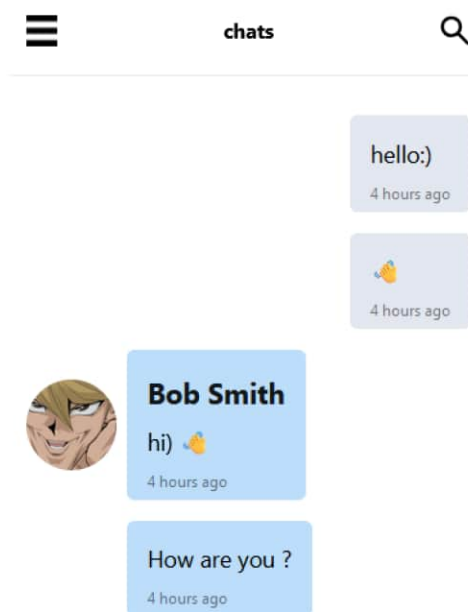 chats
hello:)
4 hours ago
👋
4 hours ago
Bob Smith
hi) 👋
4 hours ago
How are you ?
4 hours ago